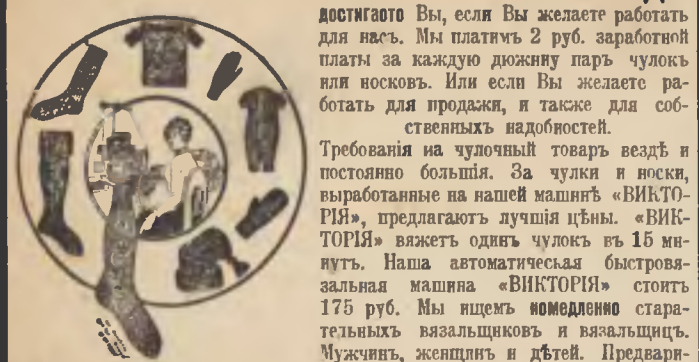 достигаото Вы, если Вы желаете работать
для насъ. Мы платимъ 2 руб. заработной
платы за каждую дюжину паръ чулокъ
или носковъ. Или если Вы желаете ра-
ботать для продажи, и также для соб-
ственныхъ надобностей.
Требованія на чулочный товаръ вездѣ и
постоянно большія. За чулки и носки,
выработанные на нашей машинѣ «ВИКТО-
РІЯ», предлагаютъ лучшія цѣны. «ВИК-
ТОРІЯ» вяжетъ одинъ чулокъ въ 15 ми-
нутъ. Наша автоматическая быстровя-
зальная машина «ВИКТОРІЯ» стоитъ
175 руб. Мы ищемъ немедленно стара-
тельныхъ вязальщиковъ и вязальщицъ.
Мужчинъ, женщинъ и дѣтей. Предвари-